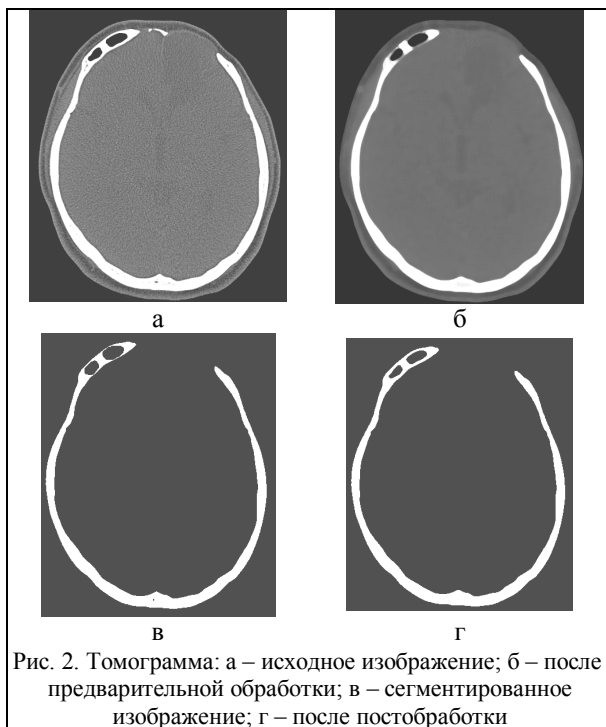 а
б
в
г
Рис. 2. Томограмма: а – исходное изображение; б – после
предварительной обработки; в – сегментированное
изображение; г – после постобработки